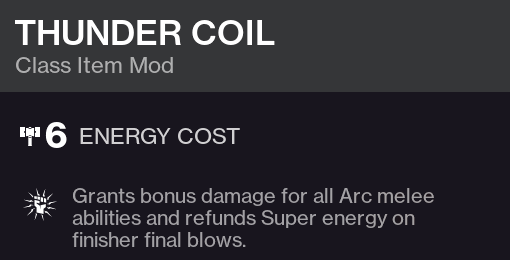 THUNDER COIL
Class Item Mod
6 ENERGY COST
Grants bonus damage for all Arc melee
abilities and refunds Super energy on
finisher final blows.